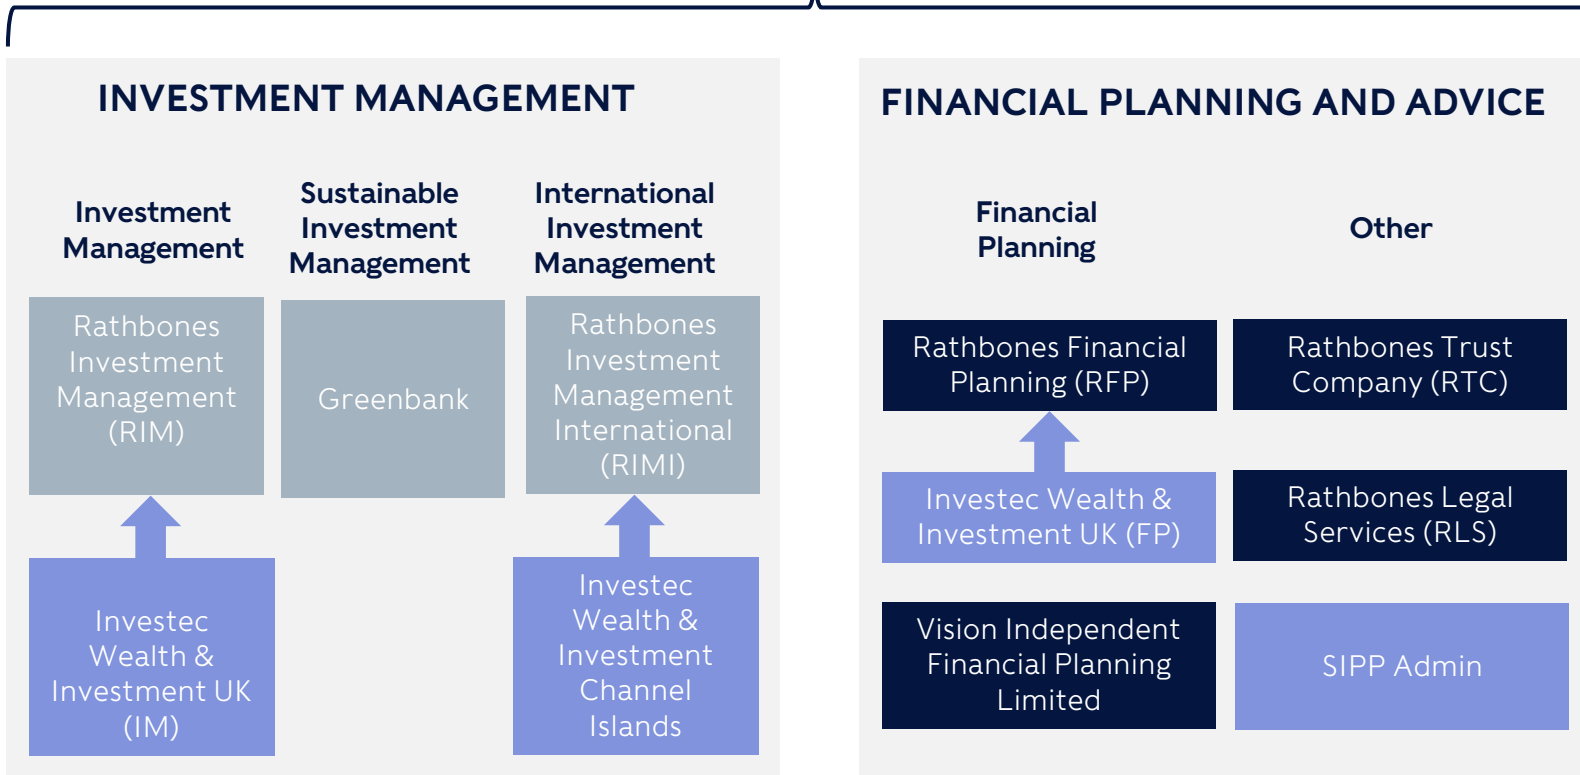 INVESTMENT MANAGEMENT
Investment
Management
Sustainable
Investment
Management
International
Investment
Management
Rathbones
Investment
Management
(RIM)
Greenbank
Rathbones
Investment
Management
International
(RIMI)
Investec
Wealth &
Investment UK
(IM)
Investec
Wealth &
Investment
Channel
Islands
FINANCIAL PLANNING AND ADVICE
Financial
Planning
Other
Rathbones Financial
Planning (RFP)
Rathbones Trust
Company (RTC)
Investec Wealth &
Investment UK (FP)
Rathbones Legal
Services (RLS)
Vision Independent
Financial Planning
Limited
SIPP Admin